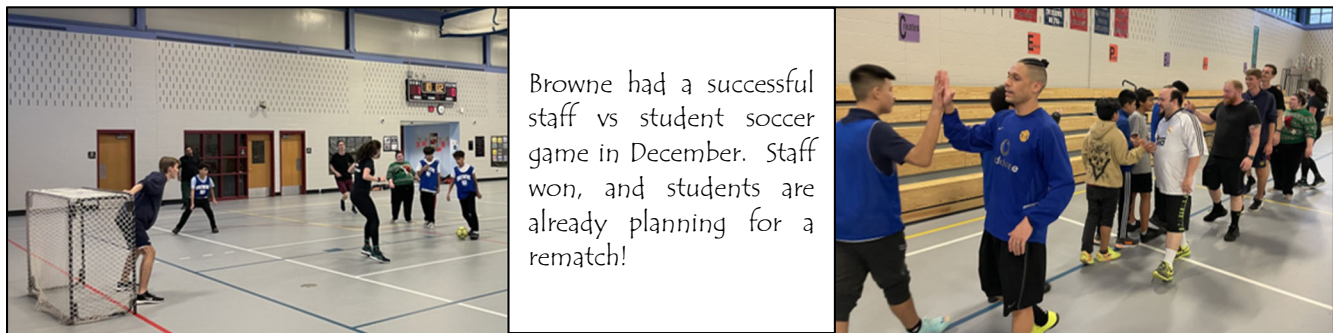 Browne had a successful
staff vs student soccer
game in December. Staff
won, and students are
already planning for a
rematch!